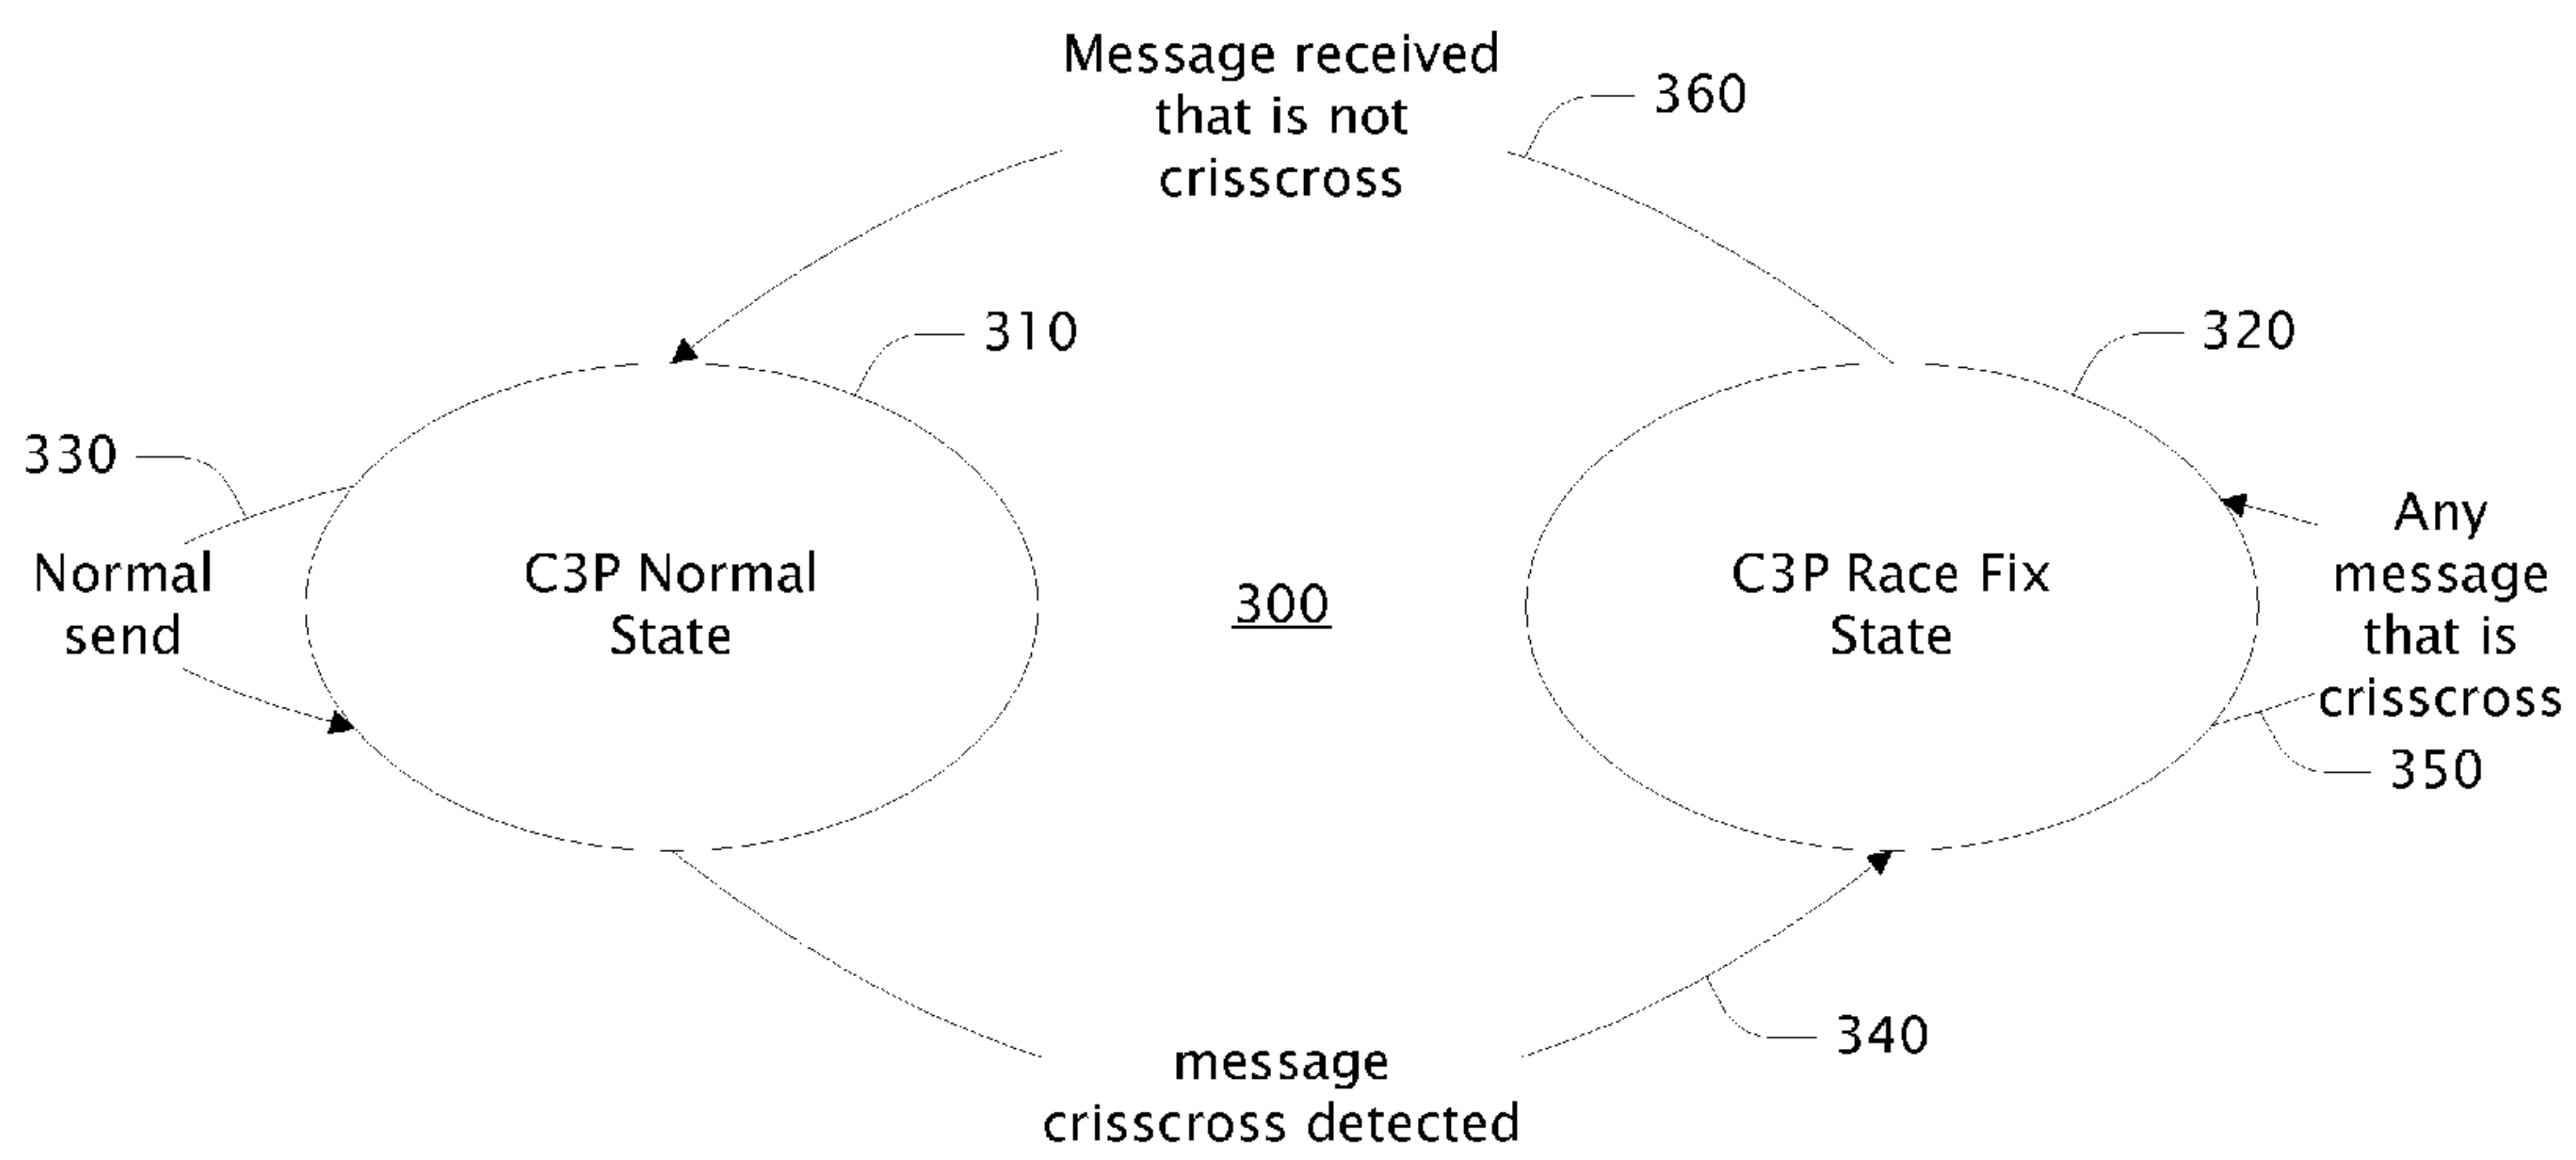 Message received
that is not
crisscross
360
310
320
330
Normal
send
C3P Normal
State
300
C3P Race Fix
State
Any
message
that is
crisscross
350
340
message
crisscross detected